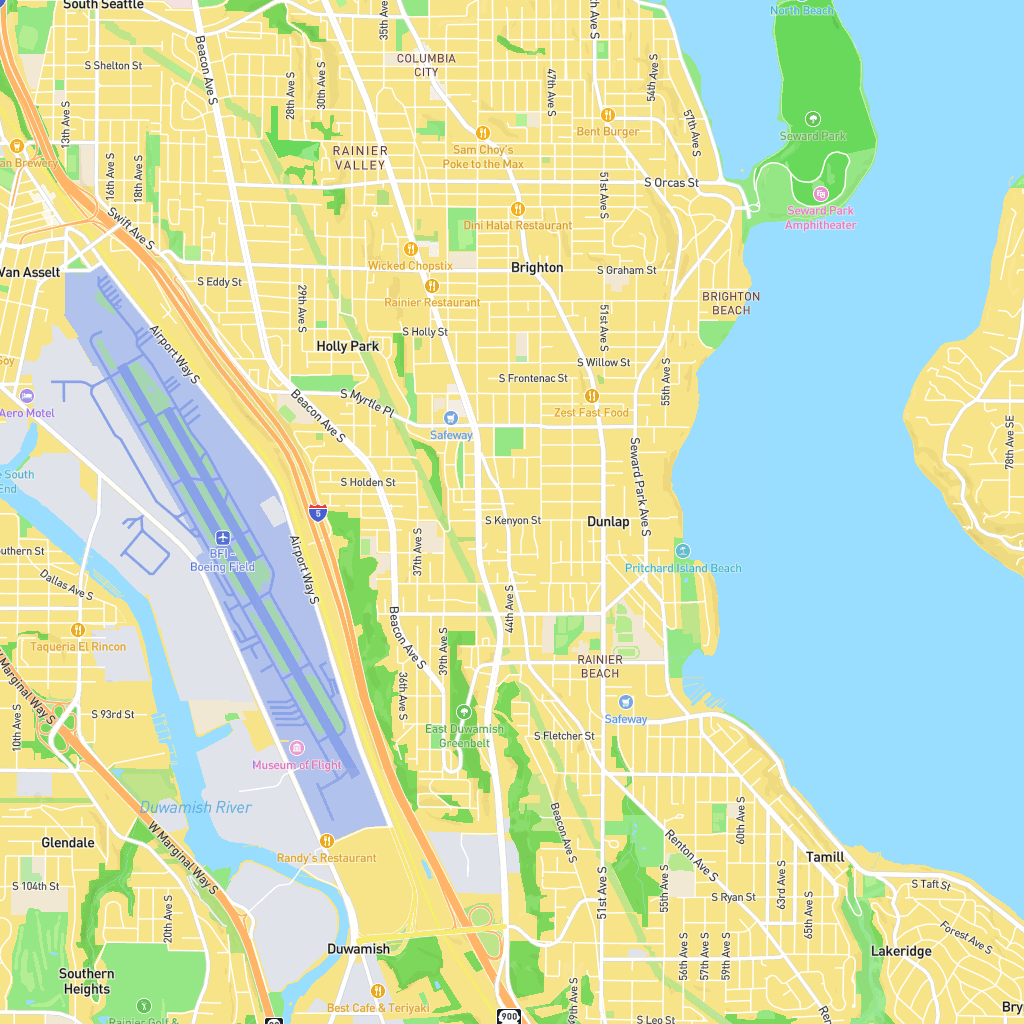 South Seattle
North Beach
35th Ave S
th Ave S
Beacon Ave S
S Shelton St
COLUMBIA
CITY
28th Ave S
30th Ave S
47th Ave S
54th Ave S
13th Ave S
57th Ave S
Bent Burger
Seward Park
an Brewery
RAINIER
VALLEY
Sam Choy's
Poke to the Max
16th Ave S
18th Ave S
51st Ave S
S Orcas St
Seward Park
Amphitheater
Swift Ave S
Dini Halal Restaurant
Van Asselt
Wicked Chopstix
Brighton
S Graham St
S Eddy St
29th Ave S
Rainier Restaurant
BRIGHTON
BEACH
51st Ave S
S Holly St
Holly Park
Airport Way S
Soy
S Willow St
S Frontenac St
55th Ave S
Aero Motel
S Myrtle Pl
Beacon Ave S
Safeway
Zest Fast Food
78th Ave SE
e South
End
S Holden St
Seward Park Ave S
5
S Kenyon St
Dunlap
BFI –
Boeing Field
Airport Way S
37th Ave S
outhern St
Dallas Ave S
Pritchard Island Beach
44th Ave S
Beacon Ave S
39th Ave S
Taqueria El Rincon
W Marginal Way S
RAINIER
BEACH
36th Ave S
10th Ave S
S 93rd St
Safeway
East Duwamish
Greenbelt
S Fletcher St
Museum of Flight
Duwamish River
Beacon Ave S
60th Ave S
Glendale
W Marginal Way S
Randy's Restaurant
Renton Ave S
Tamill
S 104th St
S Taft St
51st Ave S
55th Ave S
S Ryan St
63rd Ave S
20th Ave S
65th Ave S
Forest Ave S
Duwamish
56th Ave S
57th Ave S
59th Ave S
Lakeridge
Southern
Heights
49th Ave S
Best Cafe & Teriyaki
Rainier Golf &
900
S Leo St
Ren
Bry